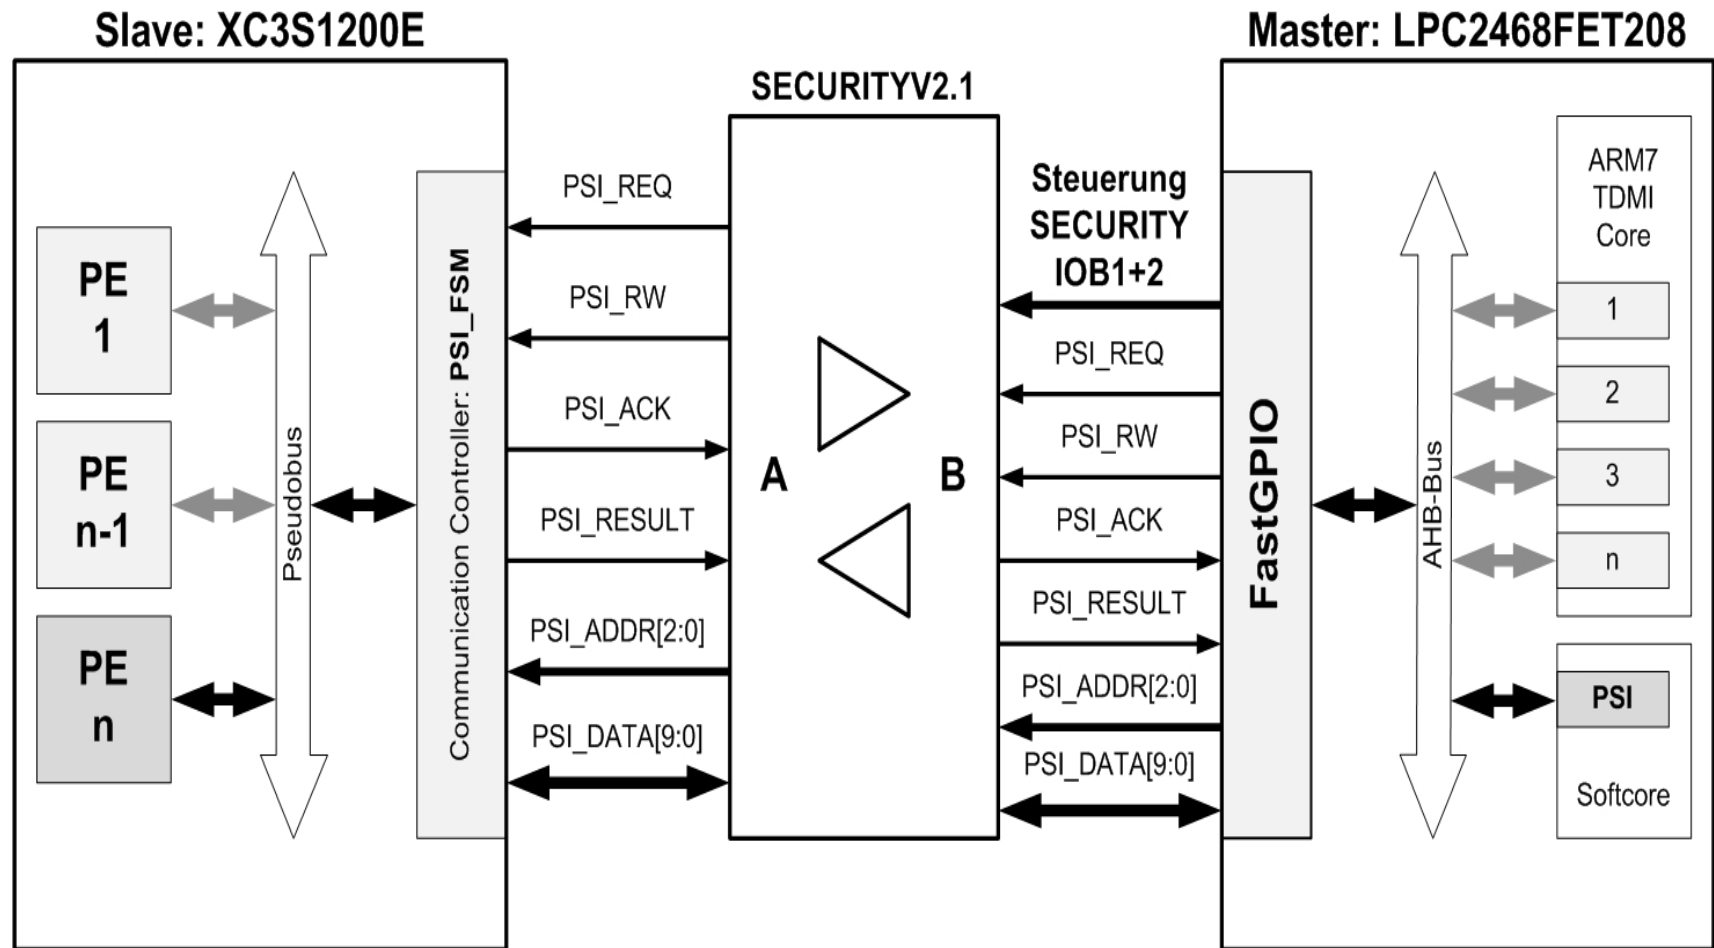 Slave: XC3S1200E
Master: LPC2468FET208
SECURITYV2.1
PE
1
PE
n-1
PE
n
Pseudobus
Communication Controller: PSI_FSM
PSI_REQ
PSI_RW
PSI_ACK
PSI_RESULT
PSI_ADDR[2:0]
PSI_DATA[9:0]
A
B
Steuerung
SECURITY
IOB1+2
PSI_REQ
PSI_RW
PSI_ACK
PSI_RESULT
PSI_ADDR[2:0]
PSI_DATA[9:0]
FastGPIO
AHB-Bus
ARM7
TDMI
Core
1
2
3
n
PSI
Softcore